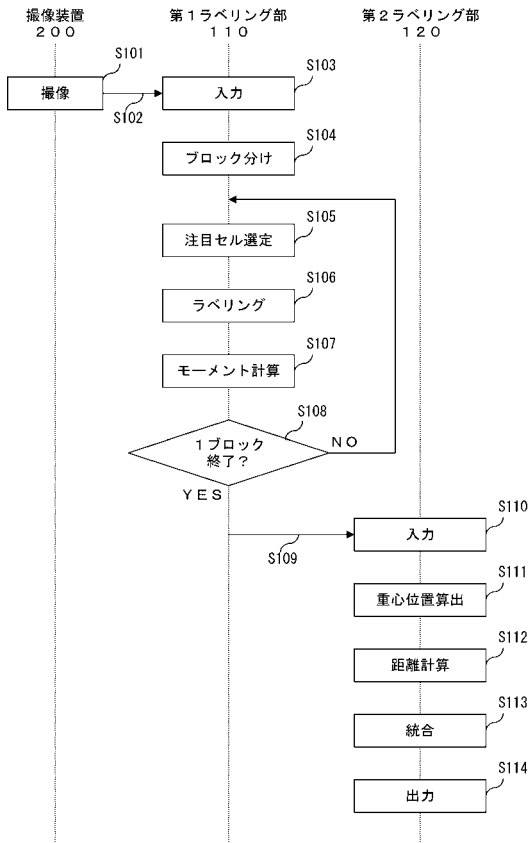 撮像装置
２００
第１ラベリング部
１１０
第２ラベリング部
１２０
S101
撮像
S102
S103
入力
S104
ブロック分け
S105
注目セル選定
S106
ラベリング
S107
モーメント計算
S108
１ブロック
終了？
ＮＯ
ＹＥＳ
S109
S110
入力
S111
重心位置算出
S112
距離計算
S113
統合
S114
出力